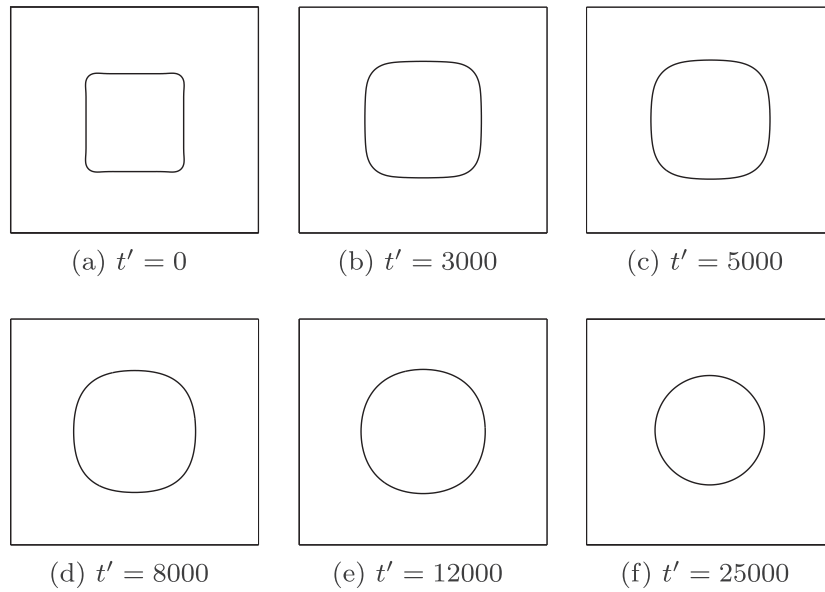 (a) t′ = 0
(b) t′ = 3000
(c) t′ = 5000
(d) t′ = 8000
(e) t′ = 12000
(f) t′ = 25000